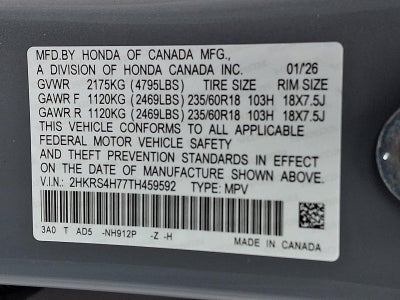 MFD.BY HONDA OF CANADA MFG.,
A DIVISION OF HONDA CANADA INC. 01/26
GVWR 2175KG (4795LBS) TIRE SIZE RIM SIZE
GAWR F 1120KG (2469LBS) 235/60R18 103H 18X7.5J
GAWR R 1120KG (2469LBS) 235/60R18 103H 18X7.5J
THIS VEHICLE CONFORMS TO ALL APPLICABLE
FEDERAL MOTOR VEHICLE SAFETY
AND THEFT PREVENTION STANDARDS IN EFFECT
ON THE DATE OF MANUFACTURE SHOWN ABOVE.
V.I.N.: 2HKRS4H77TH459592 TYPE: MPV
3A0 T AD5 -NH912P -Z -H
MADE IN CANADA